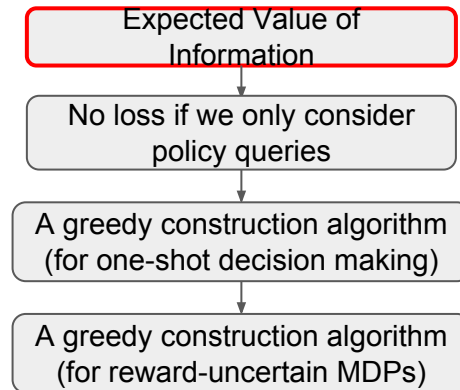 Expected Value of
Information
No loss if we only consider
policy queries
A greedy construction algorithm
(for one-shot decision making)
A greedy construction algorithm
(for reward-uncertain MDPs)